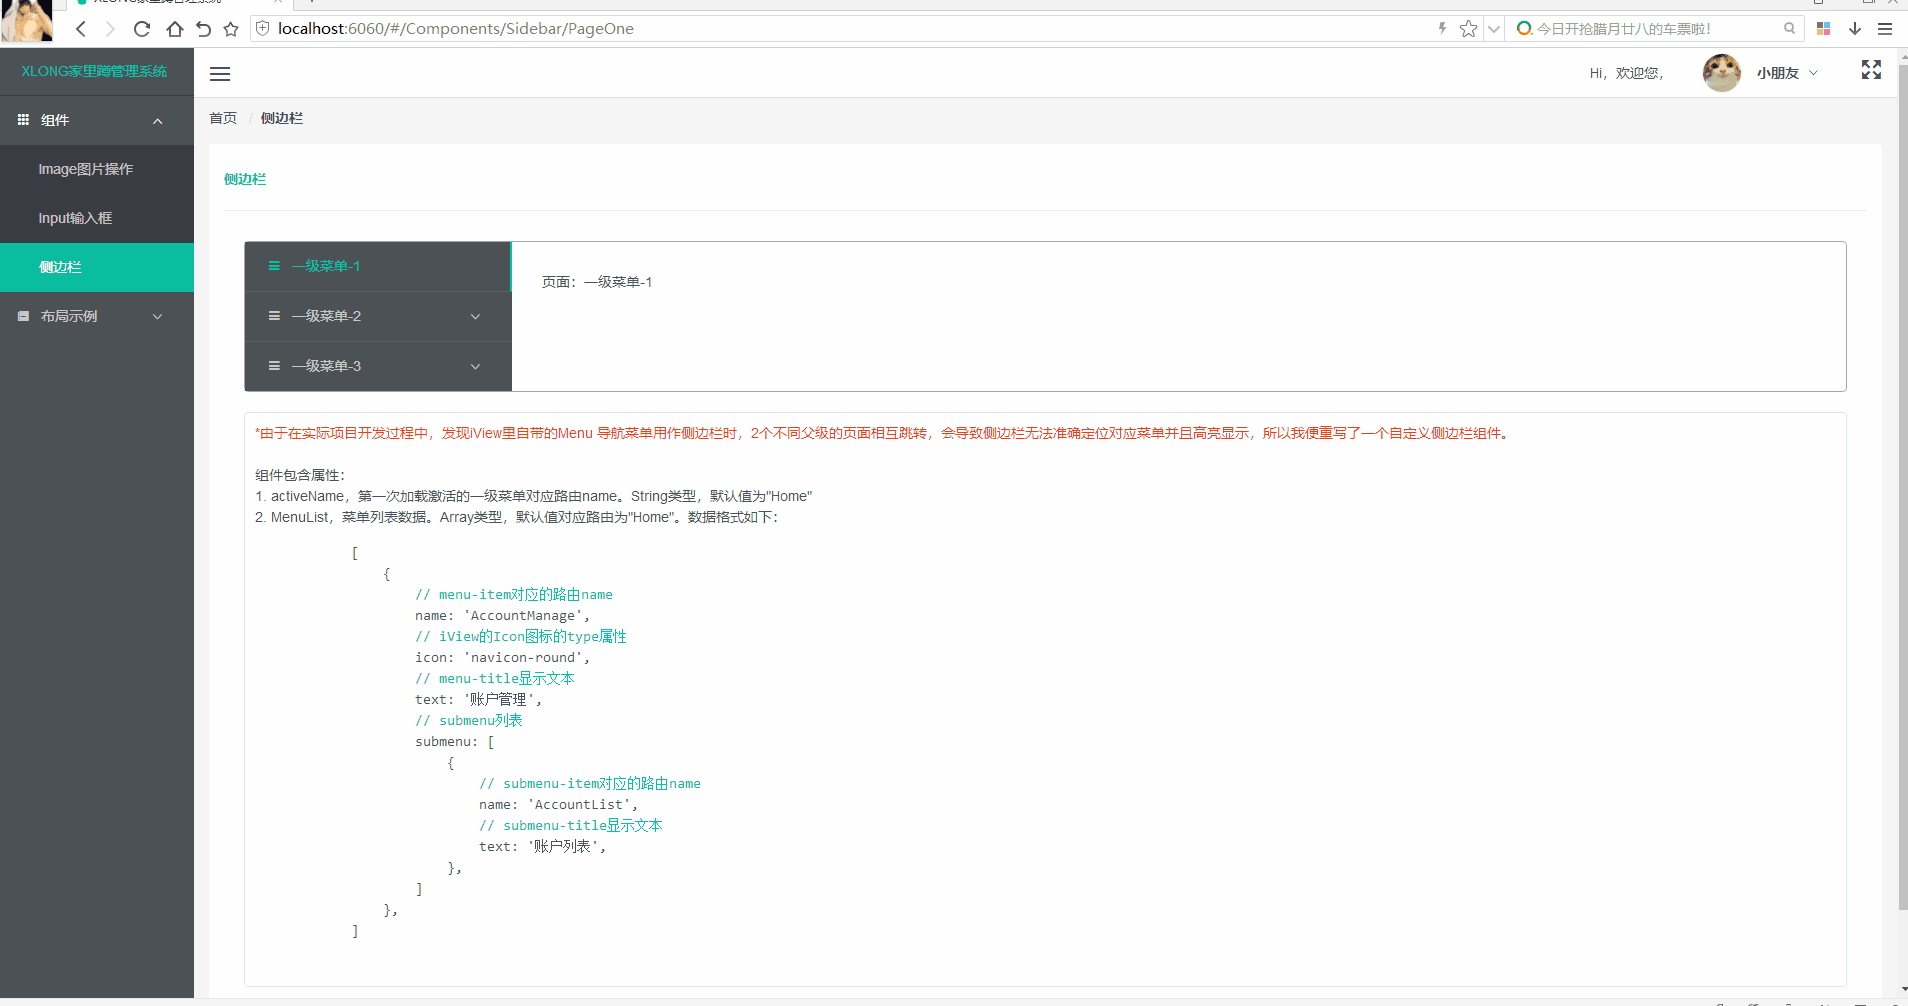 XLONG家里蹲管理系统
localhost:6060/#/Components/Sidebar/PageOne
今日开抢腊月廿八的车票啦!
XLONG家里蹲管理系统
Hi，欢迎您，
小朋友
组件
首页 / 侧边栏
Image图片操作
Input输入框
侧边栏
布局示例
侧边栏
一级菜单-1
一级菜单-2
一级菜单-3
页面：一级菜单-1
*由于在实际项目开发过程中，发现iView里自带的Menu 导航菜单用作侧边栏时，2个不同父级的页面相互跳转，会导致侧边栏无法准确定位对应菜单并且高亮显示，所以我便重写了一个自定义侧边栏组件。
组件包含属性：
1. activeName，第一次加载激活的一级菜单对应路由name。String类型，默认值为"Home"
2. MenuList，菜单列表数据。Array类型，默认值对应路由为"Home"。数据格式如下：
[
{
// menu-item对应的路由name
name: 'AccountManage',
// iView的Icon图标的type属性
icon: 'navicon-round',
// menu-title显示文本
text: '账户管理',
// submenu列表
submenu: [
{
// submenu-item对应的路由name
name: 'AccountList',
// submenu-title显示文本
text: '账户列表',
},
]
},
]